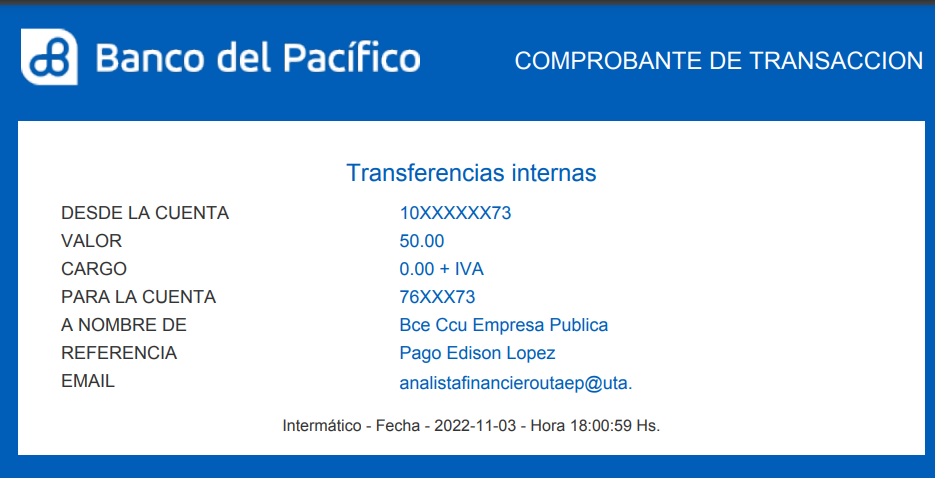 Banco del Pacífico
COMPROBANTE DE TRANSACCION
Transferencias internas
DESDE LA CUENTA 10XXXXXX73
VALOR 50.00
CARGO 0.00 + IVA
PARA LA CUENTA 76XXX73
A NOMBRE DE Bce Ccu Empresa Publica
REFERENCIA Pago Edison Lopez
EMAIL analistafinancieroutaep@uta.
Intermático - Fecha - 2022-11-03 - Hora 18:00:59 Hs.